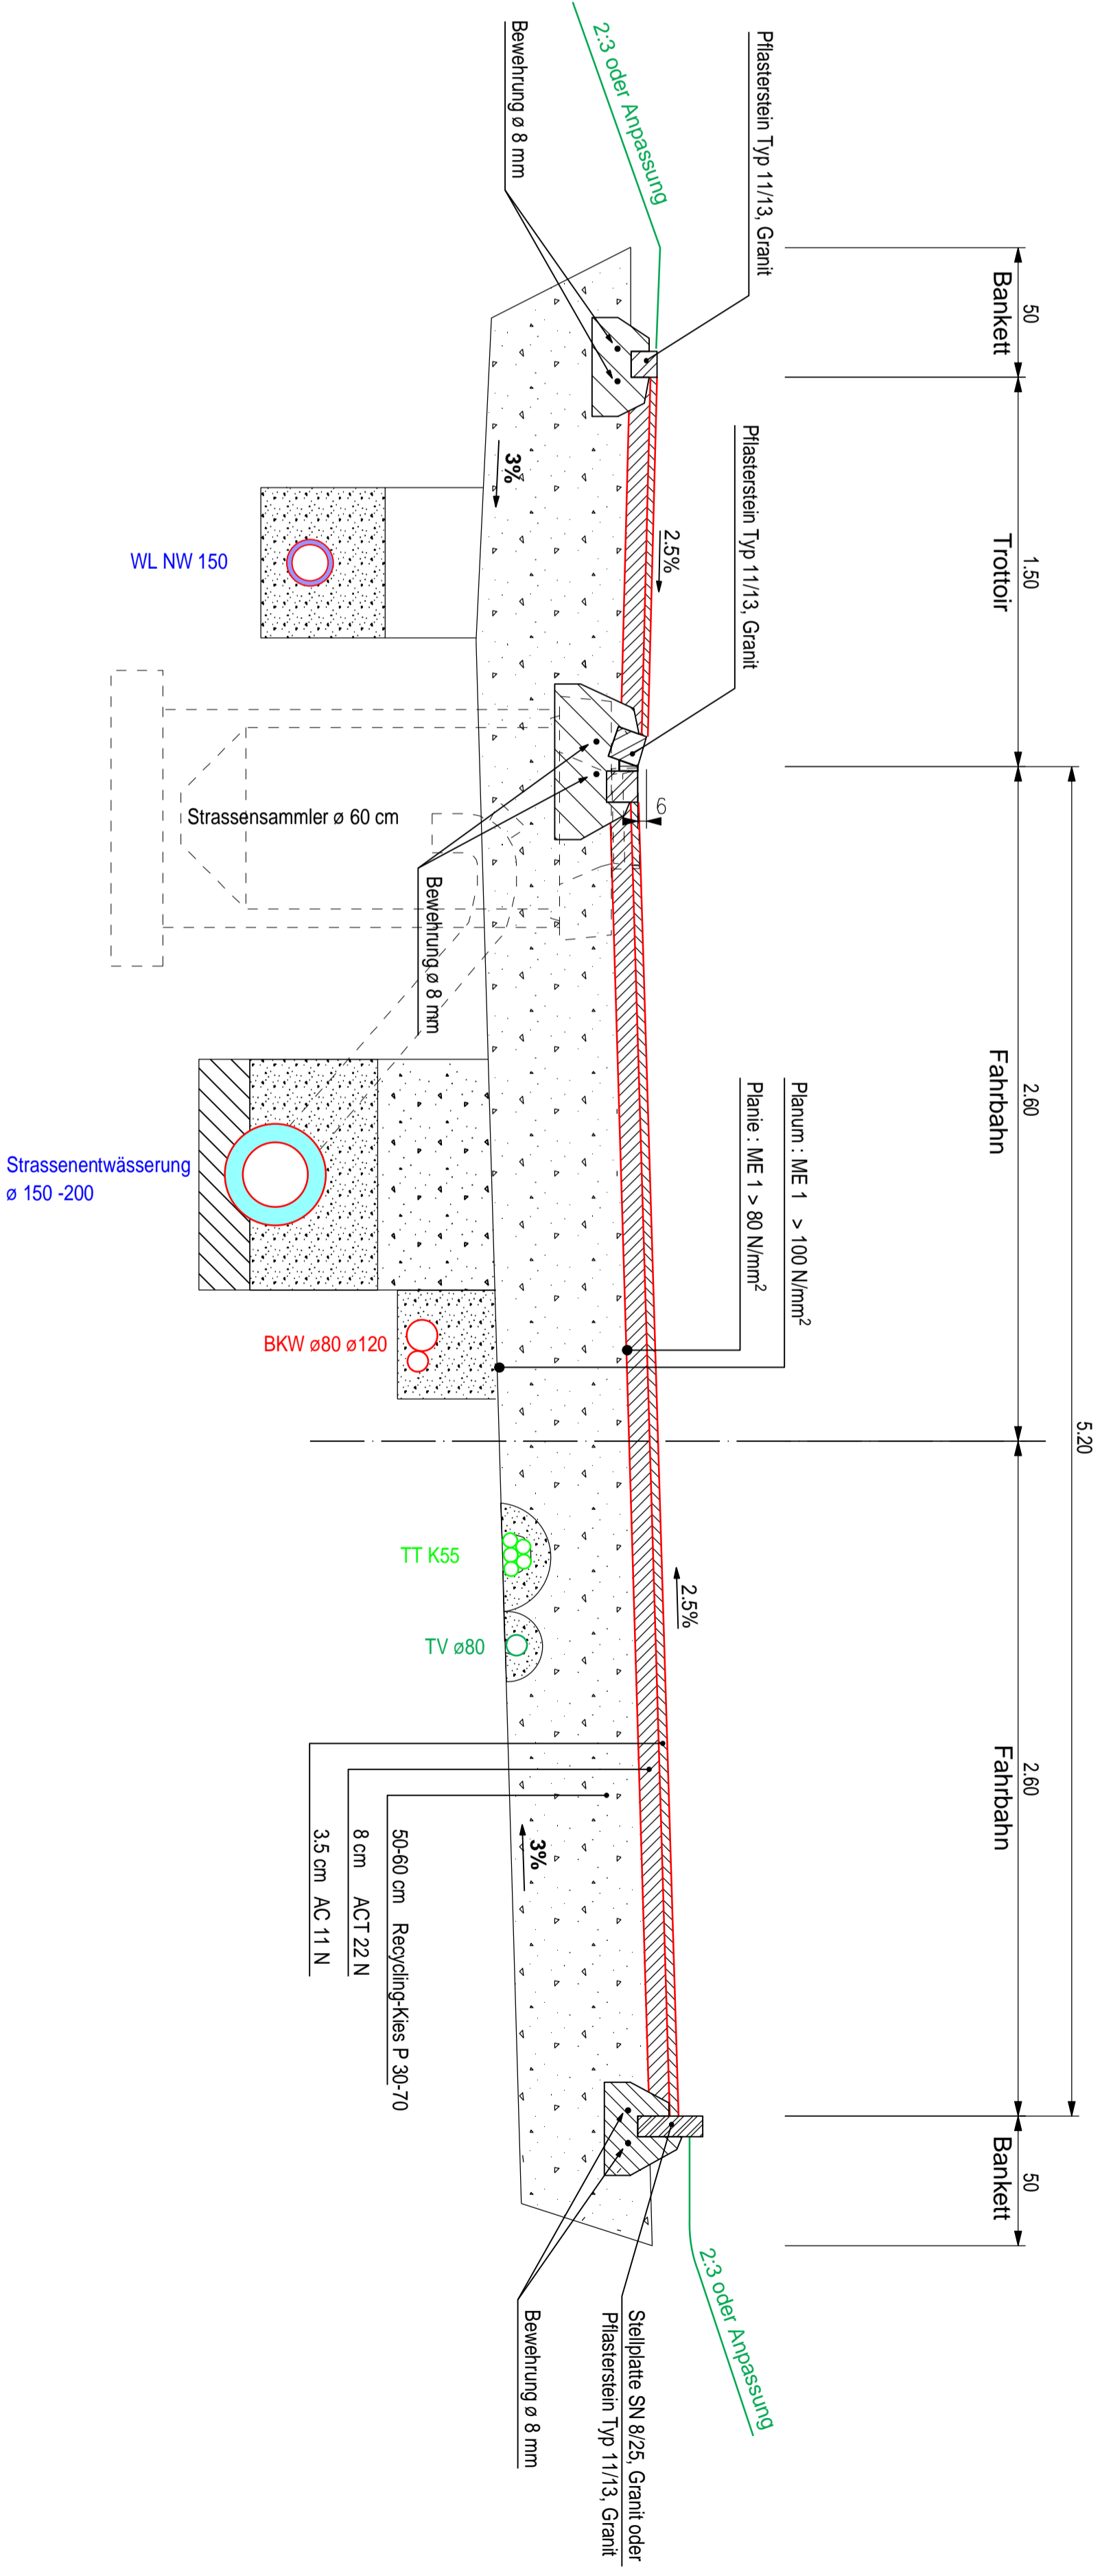 50
Bankett
1.50
Trottoir
2.60
Fahrbahn
5.20
2.60
Fahrbahn
50
Bankett
Pflasterstein Typ 11/13, Granit
2:3 oder Anpassung
Bewehrung ø 8 mm
Pflasterstein Typ 11/13, Granit
2.5%
3%
6
Bewehrung ø 8 mm
Planum : ME 1 > 100 N/mm²
Planie : ME 1 > 80 N/mm²
2.5%
3%
50-60 cm Recycling-Kies P 30-70
8 cm ACT 22 N
3.5 cm AC 11 N
2:3 oder Anpassung
Stellplatte SN 8/25, Granit oder
Pflasterstein Typ 11/13, Granit
Bewehrung ø 8 mm
WL NW 150
Strassensammler ø 60 cm
Strassenentwässerung
ø 150 -200
BKW ø80 ø120
TT K55
TV ø80